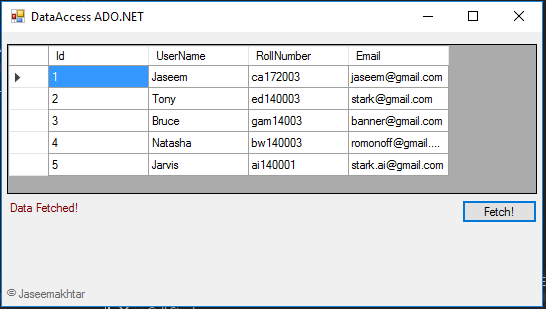 DataAccess ADO.NET
Id UserName RollNumber Email
1 Jaseem ca172003 jaseem@gmail.com
2 Tony ed140003 stark@gmail.com
3 Bruce gam14003 banner@gmail.com
4 Natasha bw140003 romonoff@gmail....
5 Jarvis ai140001 stark.ai@gmail.com
Data Fetched! Fetch!
© Jaseemakhtar